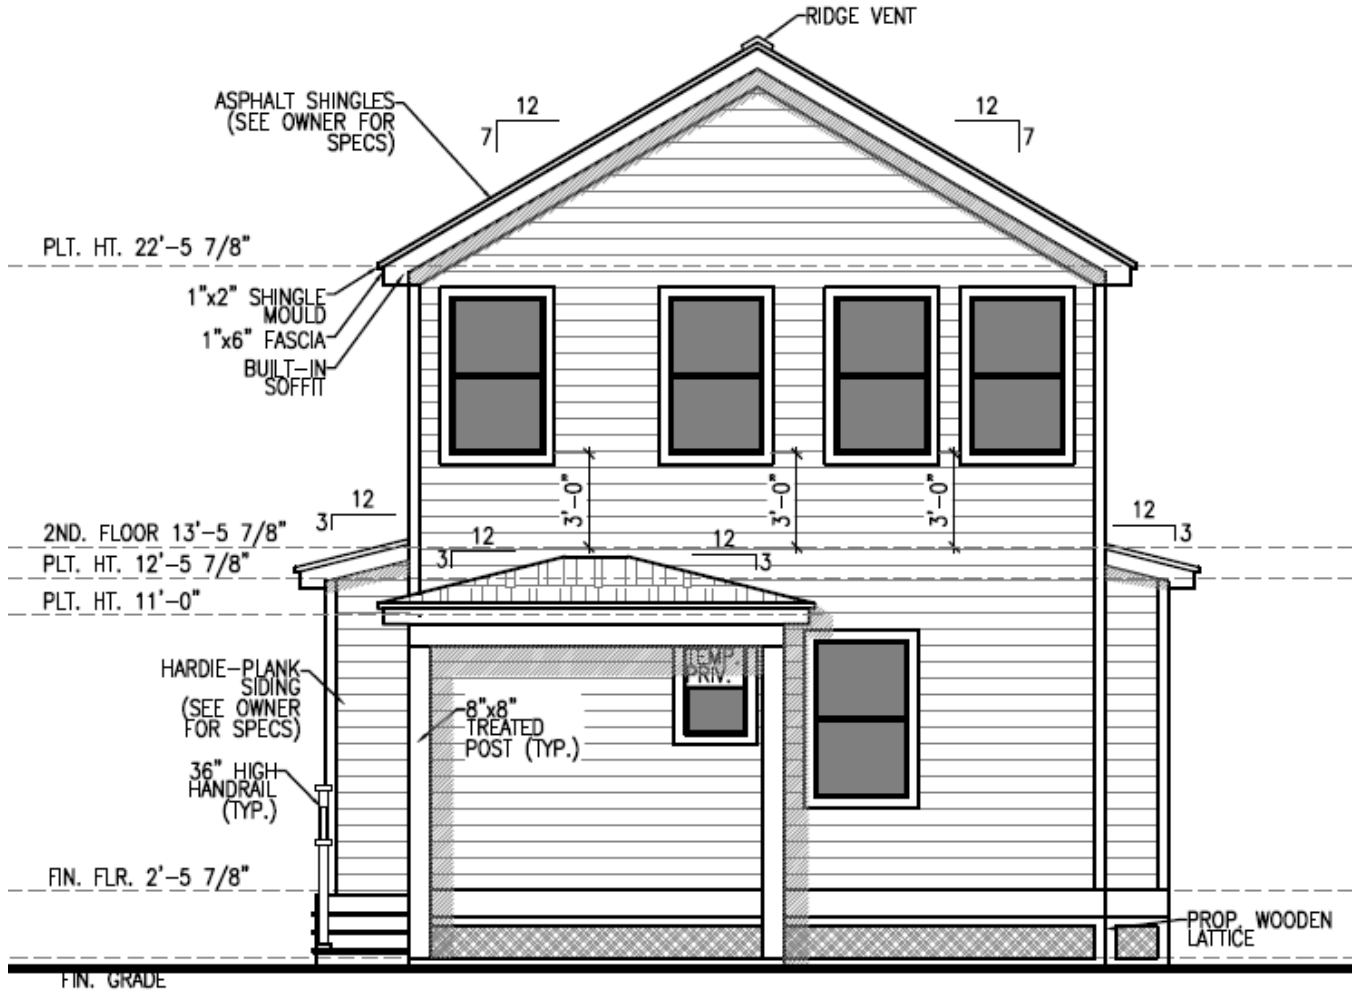 RIDGE VENT
ASPHALT SHINGLES
(SEE OWNER FOR
SPECS)
12
7
12
7
PLT. HT. 22'-5 7/8"
1"x2" SHINGLE
MOULD
1"x6" FASCIA
BUILT-IN
SOFFIT
3'-0"
3'-0"
3'-0"
12
3
12
3
2ND. FLOOR 13'-5 7/8"
12
3
12
3
PLT. HT. 12'-5 7/8"
PLT. HT. 11'-0"
TEMP.
PRIV.
HARDIE-PLANK
SIDING
(SEE OWNER
FOR SPECS)
8"x8"
TREATED
POST (TYP.)
36" HIGH
HANDRAIL
(TYP.)
FIN. FLR. 2'-5 7/8"
PROP. WOODEN
LATTICE
FIN. GRADE